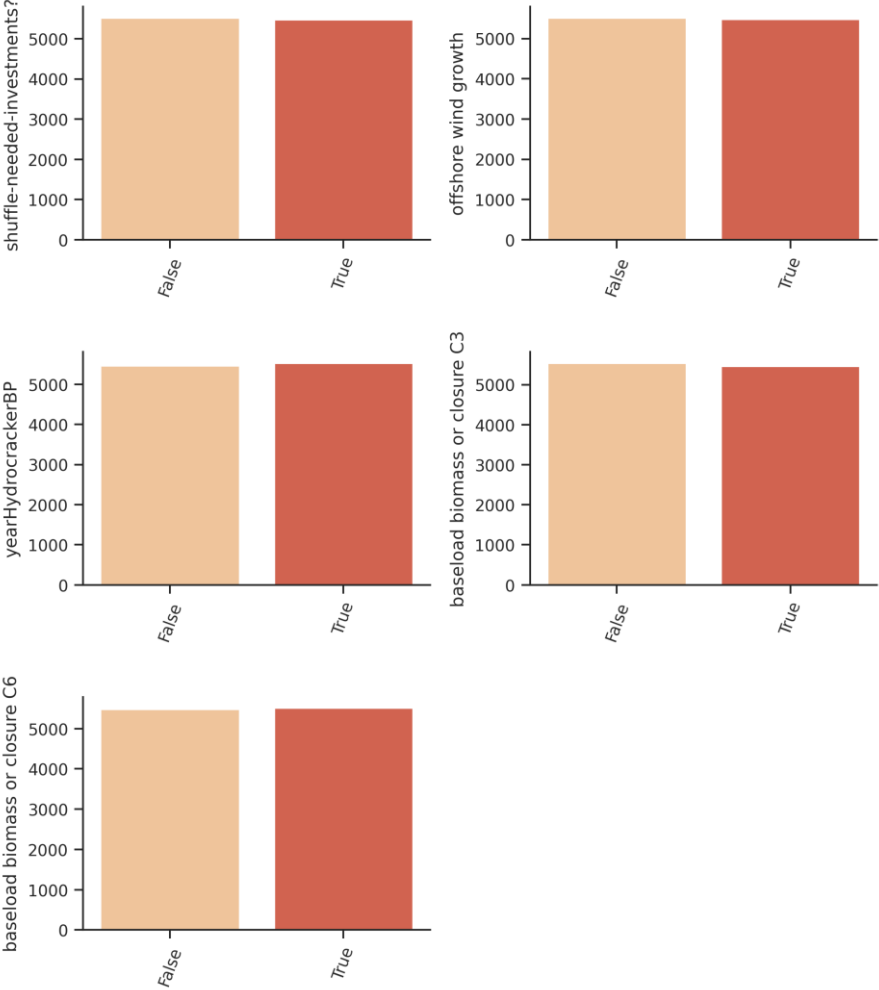 shuffle-needed-investments?
5000
4000
3000
2000
1000
0
False
True
offshore wind growth
5000
4000
3000
2000
1000
0
False
True
yearHydrocrackerBP
5000
4000
3000
2000
1000
0
False
True
baseload biomass or closure C3
5000
4000
3000
2000
1000
0
False
True
baseload biomass or closure C6
5000
4000
3000
2000
1000
0
False
True